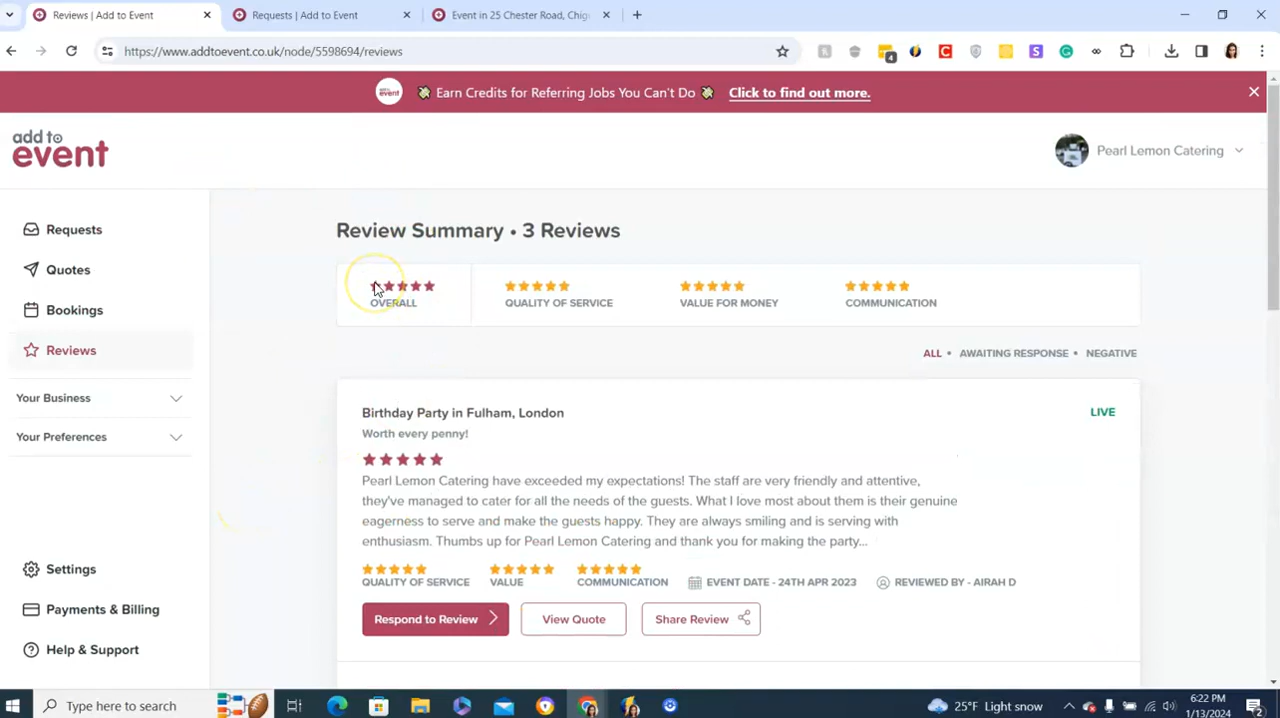 Reviews | Add to Event
Requests | Add to Event
Event in 25 Chester Road, Chig
https://www.addtoevent.co.uk/node/5598694/reviews
4
add to event
Earn Credits for Referring Jobs You Can't Do
Click to find out more.
add to
event
Pearl Lemon Catering
Requests
Quotes
Bookings
Reviews
Your Business
Your Preferences
Settings
Payments & Billing
Help & Support
Review Summary • 3 Reviews
OVERALL
QUALITY OF SERVICE
VALUE FOR MONEY
COMMUNICATION
ALL • AWAITING RESPONSE • NEGATIVE
Birthday Party in Fulham, London
LIVE
Worth every penny!
Pearl Lemon Catering have exceeded my expectations! The staff are very friendly and attentive,
they've managed to cater for all the needs of the guests. What I love most about them is their genuine
eagerness to serve and make the guests happy. They are always smiling and is serving with
enthusiasm. Thumbs up for Pearl Lemon Catering and thank you for making the party...
QUALITY OF SERVICE
VALUE
COMMUNICATION
EVENT DATE - 24TH APR 2023
REVIEWED BY - AIRAH D
Respond to Review
View Quote
Share Review
Type here to search
25°F Light snow
6:22 PM
1/13/2024
2